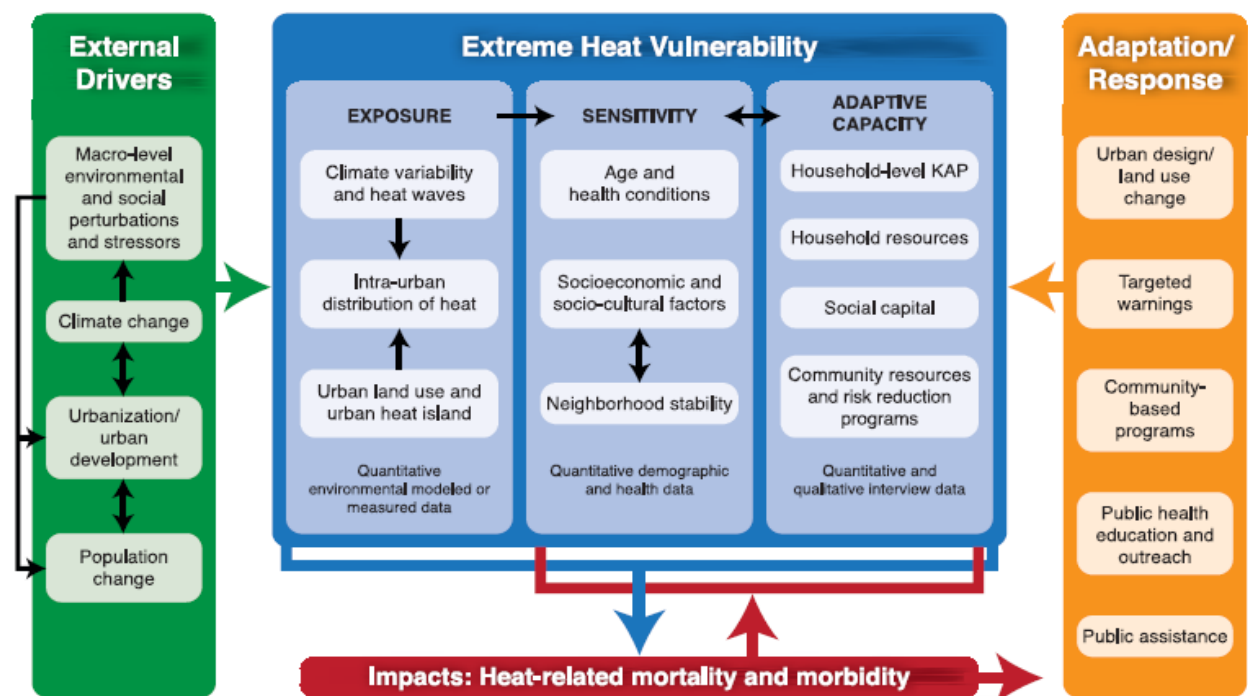 External
Drivers
Macro-level
environmental
and social
perturbations
and stressors
Climate change
Urbanization/
urban
development
Population
change
Extreme Heat Vulnerability
EXPOSURE
Climate variability
and heat waves
Intra-urban
distribution of heat
Urban land use and
urban heat island
Quantitative
environmental modeled or
measured data
SENSITIVITY
Age and
health conditions
Socioeconomic and
socio-cultural factors
Neighborhood stability
Quantitative demographic
and health data
ADAPTIVE
CAPACITY
Household-level KAP
Household resources
Social capital
Community resources
and risk reduction
programs
Quantitative and
qualitative interview data
Impacts: Heat-related mortality and morbidity
Adaptation/
Response
Urban design/
land use
change
Targeted
warnings
Community-
based
programs
Public health
education and
outreach
Public assistance